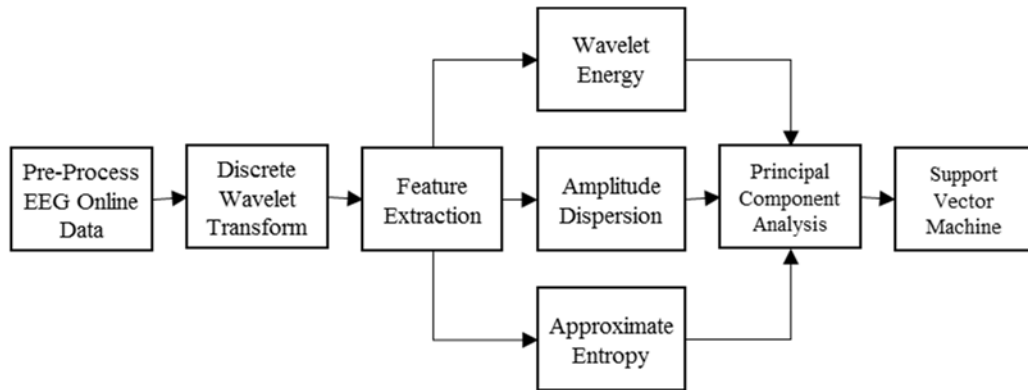 Pre-Process
EEG Online
Data
Discrete
Wavelet
Transform
Feature
Extraction
Wavelet
Energy
Amplitude
Dispersion
Approximate
Entropy
Principal
Component
Analysis
Support
Vector
Machine